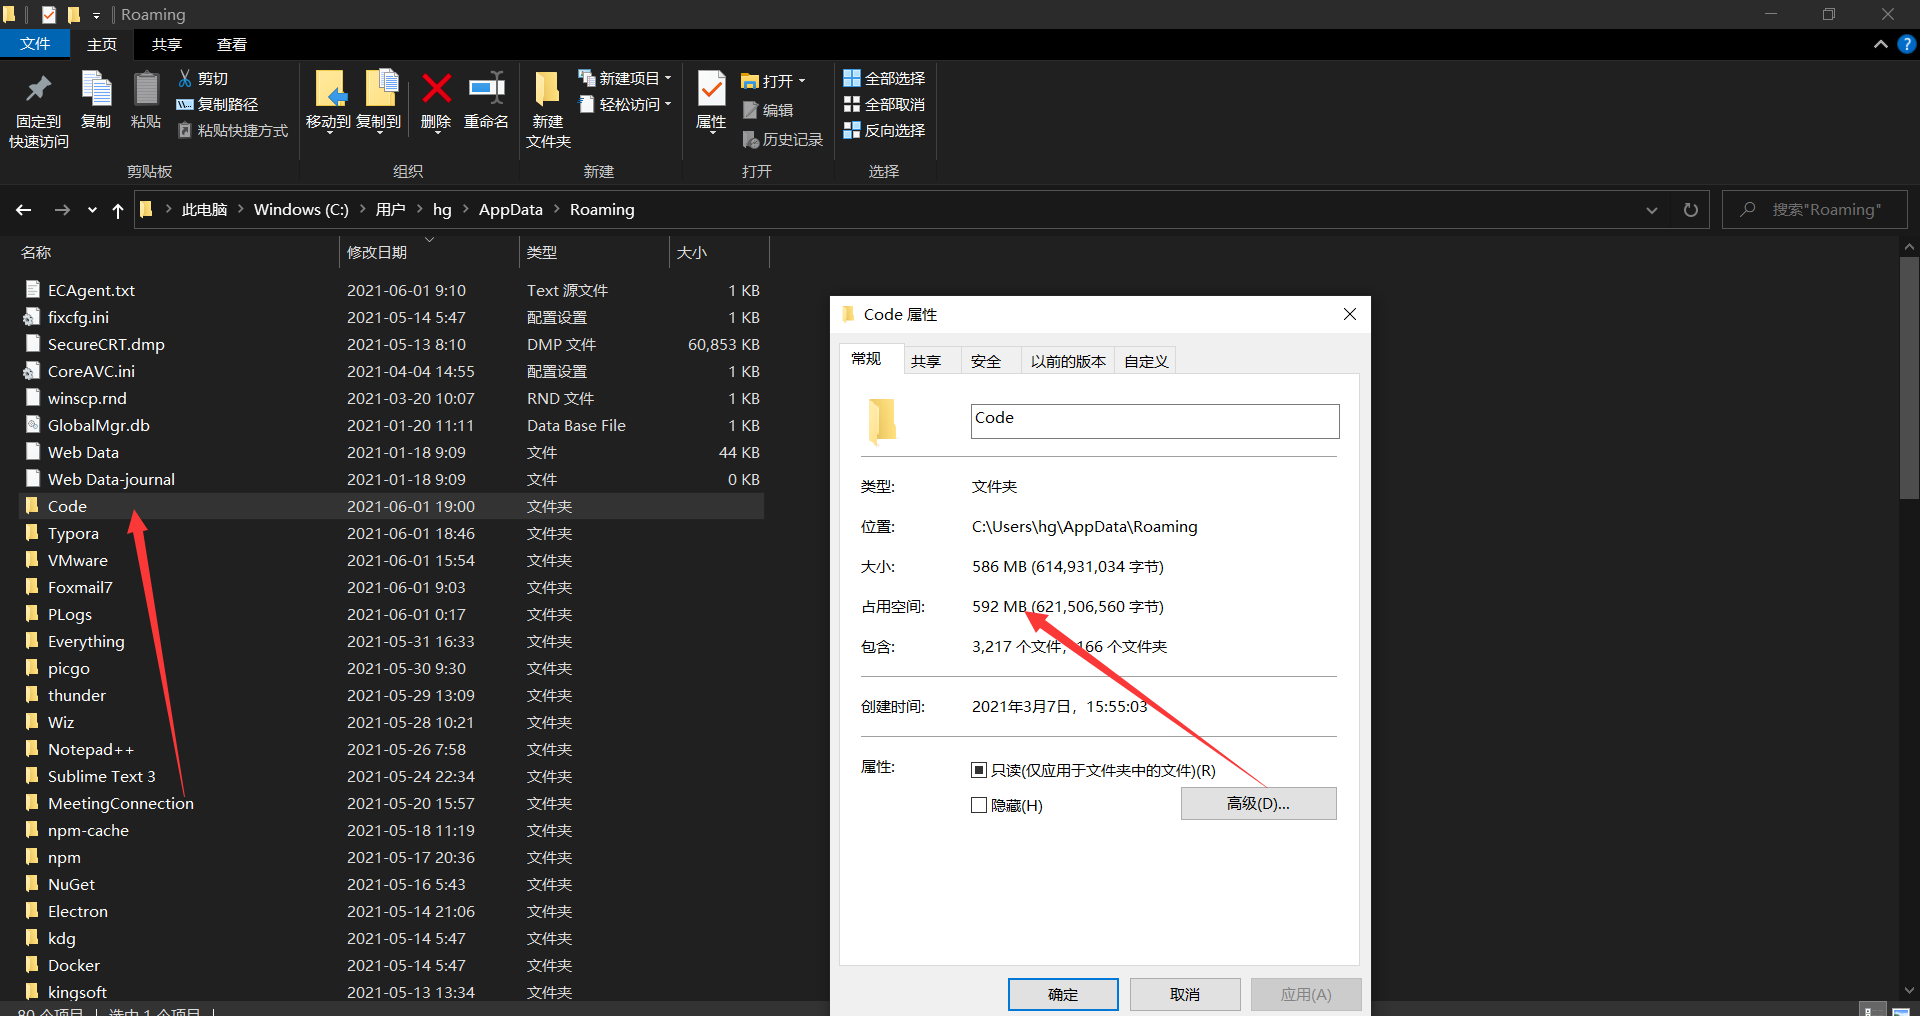 Roaming
文件 主页 共享 查看
固定到
快速访问
复制
粘贴
剪切
复制路径
粘贴快捷方式
剪贴板
移动到
复制到
删除
重命名
组织
新建
文件夹
新建项目
轻松访问
新建
属性
打开
编辑
历史记录
打开
全部选择
全部取消
反向选择
选择
此电脑 > Windows (C:) > 用户 > hg > AppData > Roaming
搜索"Roaming"
名称 修改日期 类型 大小
ECAgent.txt 2021-06-01 9:10 Text 源文件 1 KB
fixcfg.ini 2021-05-14 5:47 配置设置 1 KB
SecureCRT.dmp 2021-05-13 8:10 DMP 文件 60,853 KB
CoreAVC.ini 2021-04-04 14:55 配置设置 1 KB
winscp.rnd 2021-03-20 10:07 RND 文件 1 KB
GlobalMgr.db 2021-01-20 11:11 Data Base File 1 KB
Web Data 2021-01-18 9:09 文件 44 KB
Web Data-journal 2021-01-18 9:09 文件 0 KB
Code 2021-06-01 19:00 文件夹
Typora 2021-06-01 18:46 文件夹
VMware 2021-06-01 15:54 文件夹
Foxmail7 2021-06-01 9:03 文件夹
PLogs 2021-06-01 0:17 文件夹
Everything 2021-05-31 16:33 文件夹
picgo 2021-05-30 9:30 文件夹
thunder 2021-05-29 13:09 文件夹
Wiz 2021-05-28 10:21 文件夹
Notepad++ 2021-05-26 7:58 文件夹
Sublime Text 3 2021-05-24 22:34 文件夹
MeetingConnection 2021-05-20 15:57 文件夹
npm-cache 2021-05-18 11:19 文件夹
npm 2021-05-17 20:36 文件夹
NuGet 2021-05-16 5:43 文件夹
Electron 2021-05-14 21:06 文件夹
kdg 2021-05-14 5:47 文件夹
Docker 2021-05-14 5:47 文件夹
kingsoft 2021-05-13 13:34 文件夹
80 个项目 选中 1 个项目
Code 属性
常规 共享 安全 以前的版本 自定义
Code
类型: 文件夹
位置: C:\Users\hg\AppData\Roaming
大小: 586 MB (614,931,034 字节)
占用空间: 592 MB (621,506,560 字节)
包含: 3,217 个文件, 166 个文件夹
创建时间: 2021年3月7日，15:55:03
属性: 只读(仅应用于文件夹中的文件)(R)
隐藏(H)
高级(D)...
确定 取消 应用(A)